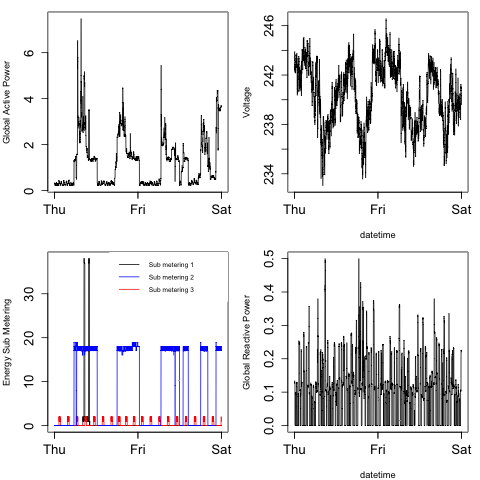 Global Active Power
0 2 4 6
Thu Fri Sat
Voltage
234 238 242 246
Thu Fri Sat
datetime
Energy Sub Metering
0 10 20 30
Sub metering 1
Sub metering 2
Sub metering 3
Thu Fri Sat
Global Reactive Power
0.0 0.1 0.2 0.3 0.4 0.5
Thu Fri Sat
datetime